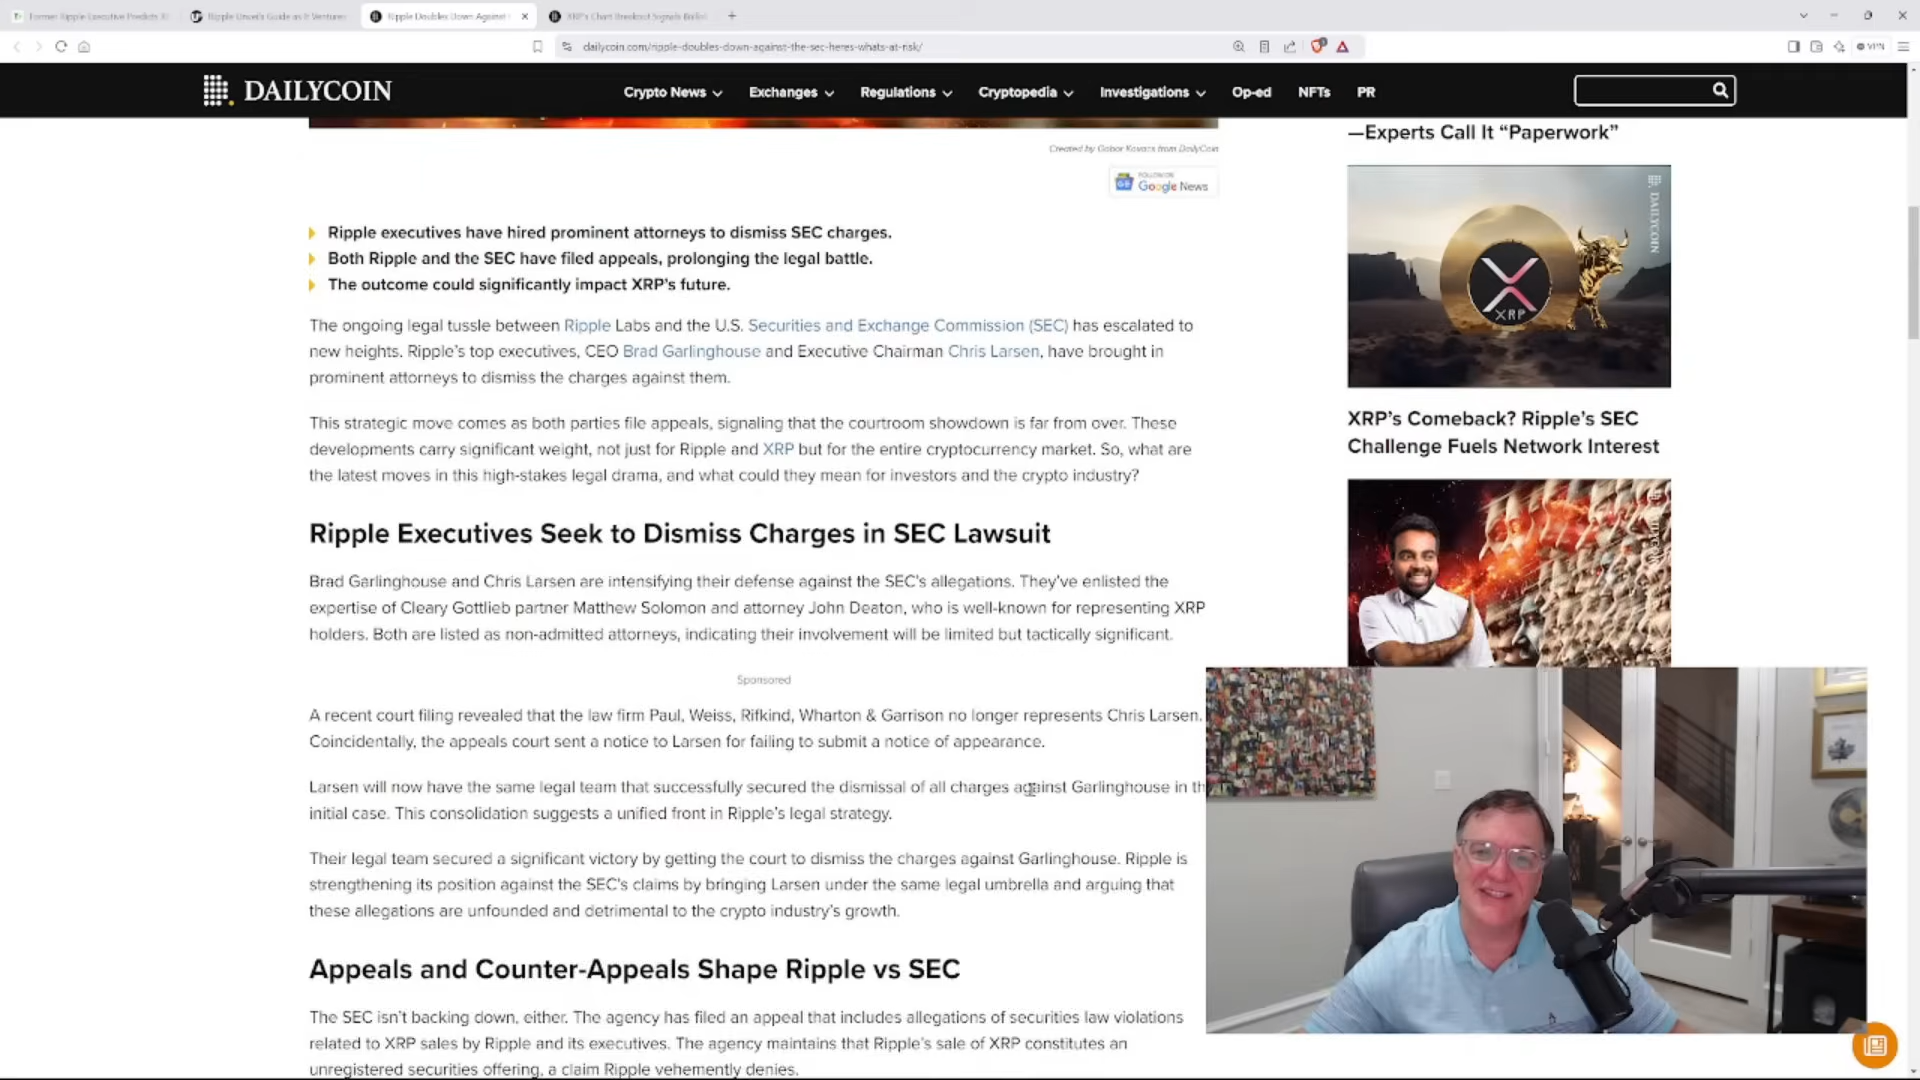 Former Ripple Executive Predicts XR
Ripple Unveils Guide as It Ventures
Ripple Doubles Down Against
XRP's Chart Breakout Signals Bullish
dailycoin.com/ripple-doubles-down-against-the-sec-heres-whats-at-risk/
VPN
DAILYCOIN
Crypto News
Exchanges
Regulations
Cryptopedia
Investigations
Op-ed
NFTs
PR
Created by Gabor Kovacs from DailyCoin
FOLLOW ON
Google News
Ripple executives have hired prominent attorneys to dismiss SEC charges.
Both Ripple and the SEC have filed appeals, prolonging the legal battle.
The outcome could significantly impact XRP's future.
The ongoing legal tussle between Ripple Labs and the U.S. Securities and Exchange Commission (SEC) has escalated to
new heights. Ripple's top executives, CEO Brad Garlinghouse and Executive Chairman Chris Larsen, have brought in
prominent attorneys to dismiss the charges against them.
This strategic move comes as both parties file appeals, signaling that the courtroom showdown is far from over. These
developments carry significant weight, not just for Ripple and XRP but for the entire cryptocurrency market. So, what are
the latest moves in this high-stakes legal drama, and what could they mean for investors and the crypto industry?
Ripple Executives Seek to Dismiss Charges in SEC Lawsuit
Brad Garlinghouse and Chris Larsen are intensifying their defense against the SEC's allegations. They've enlisted the
expertise of Cleary Gottlieb partner Matthew Solomon and attorney John Deaton, who is well-known for representing XRP
holders. Both are listed as non-admitted attorneys, indicating their involvement will be limited but tactically significant.
Sponsored
A recent court filing revealed that the law firm Paul, Weiss, Rifkind, Wharton & Garrison no longer represents Chris Larsen.
Coincidentally, the appeals court sent a notice to Larsen for failing to submit a notice of appearance.
Larsen will now have the same legal team that successfully secured the dismissal of all charges against Garlinghouse in th
initial case. This consolidation suggests a unified front in Ripple's legal strategy.
Their legal team secured a significant victory by getting the court to dismiss the charges against Garlinghouse. Ripple is
strengthening its position against the SEC's claims by bringing Larsen under the same legal umbrella and arguing that
these allegations are unfounded and detrimental to the crypto industry's growth.
Appeals and Counter-Appeals Shape Ripple vs SEC
The SEC isn't backing down, either. The agency has filed an appeal that includes allegations of securities law violations
related to XRP sales by Ripple and its executives. The agency maintains that Ripple's sale of XRP constitutes an
unregistered securities offering, a claim Ripple vehemently denies.
—Experts Call It “Paperwork”
DAILYCOIN
XRP
XRP's Comeback? Ripple's SEC
Challenge Fuels Network Interest